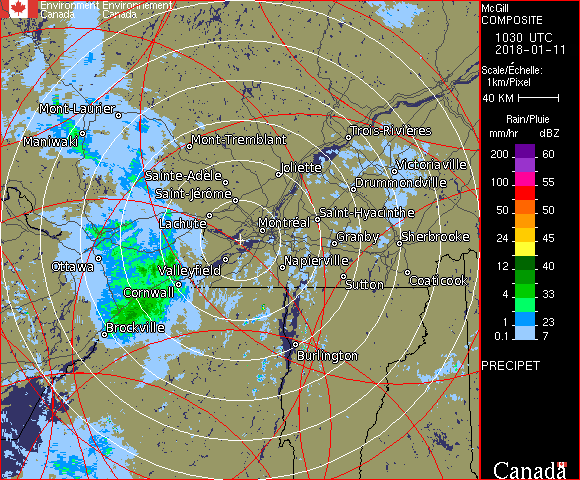 Environment Environnement
Canada Canada
McGill
COMPOSITE
1030 UTC
2018-01-11
Scale/Échelle:
1km/Pixel
40 KM
Rain/Pluie
mm/hr dBZ
200 60
150 57
100 55
50 50
24 45
12 40
4 33
1 23
0.1 7
PRECIPET
Canada
Mont-Laurier
Maniwaki
Mont-Tremblant
Trois-Rivières
Sainte-Adèle
Joliette
Victoriaville
Drummondville
Saint-Jérôme
Lachute
Montréal
Saint-Hyacinthe
Granby
Sherbrooke
Ottawa
Valleyfield
Napierville
Cornwall
Sutton
Coaticook
Brockville
Burlington